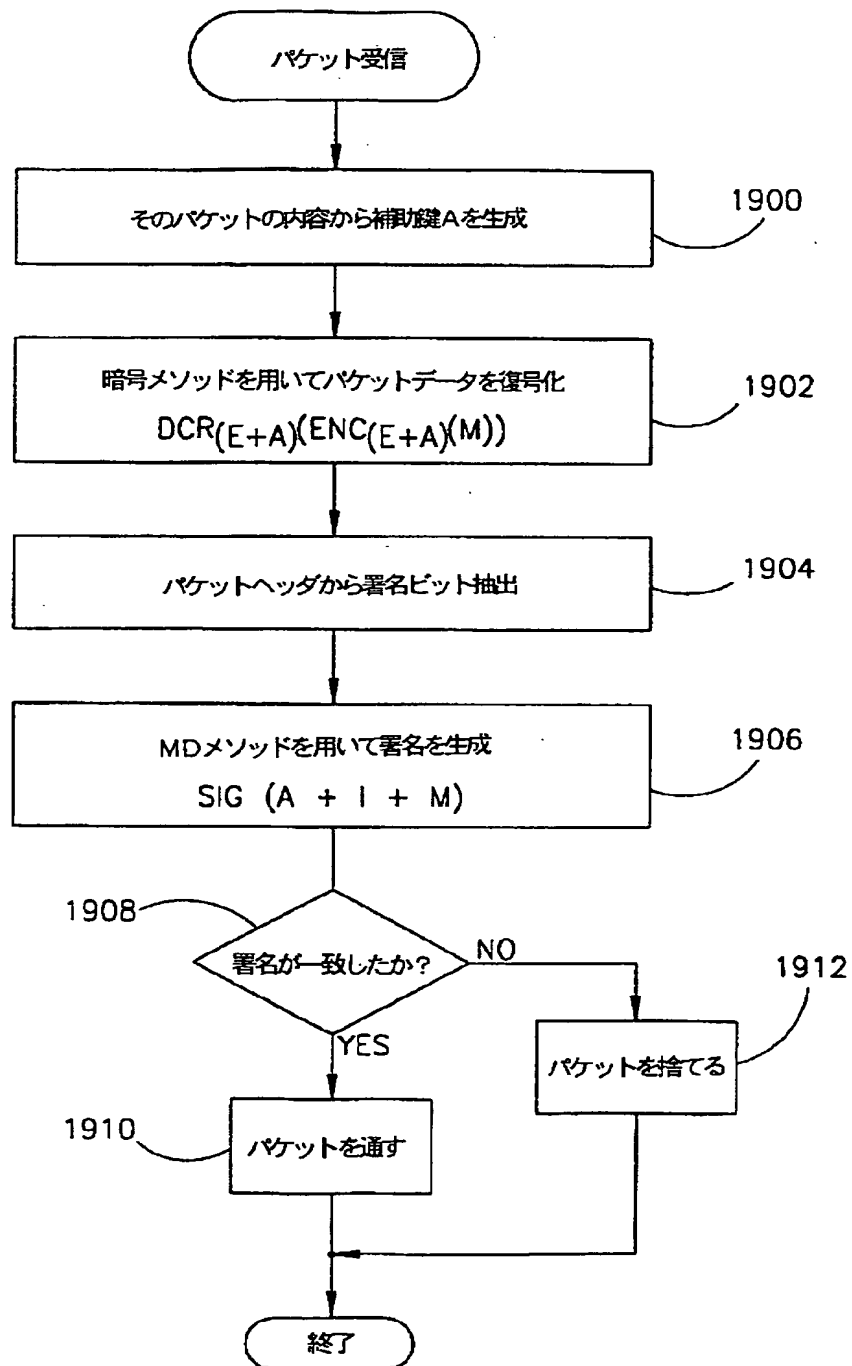 パケット受信
そのパケットの内容から補助鍵Aを生成
1900
暗号メソッドを用いてパケットデータを復号化
DCR(E+A)(ENC(E+A)(M))
1902
パケットヘッダから署名ビット抽出
1904
MDメソッドを用いて署名を生成
SIG (A + I + M)
1906
1908
署名が一致したか?
NO
YES
1912
パケットを捨てる
1910
パケットを通す
終了